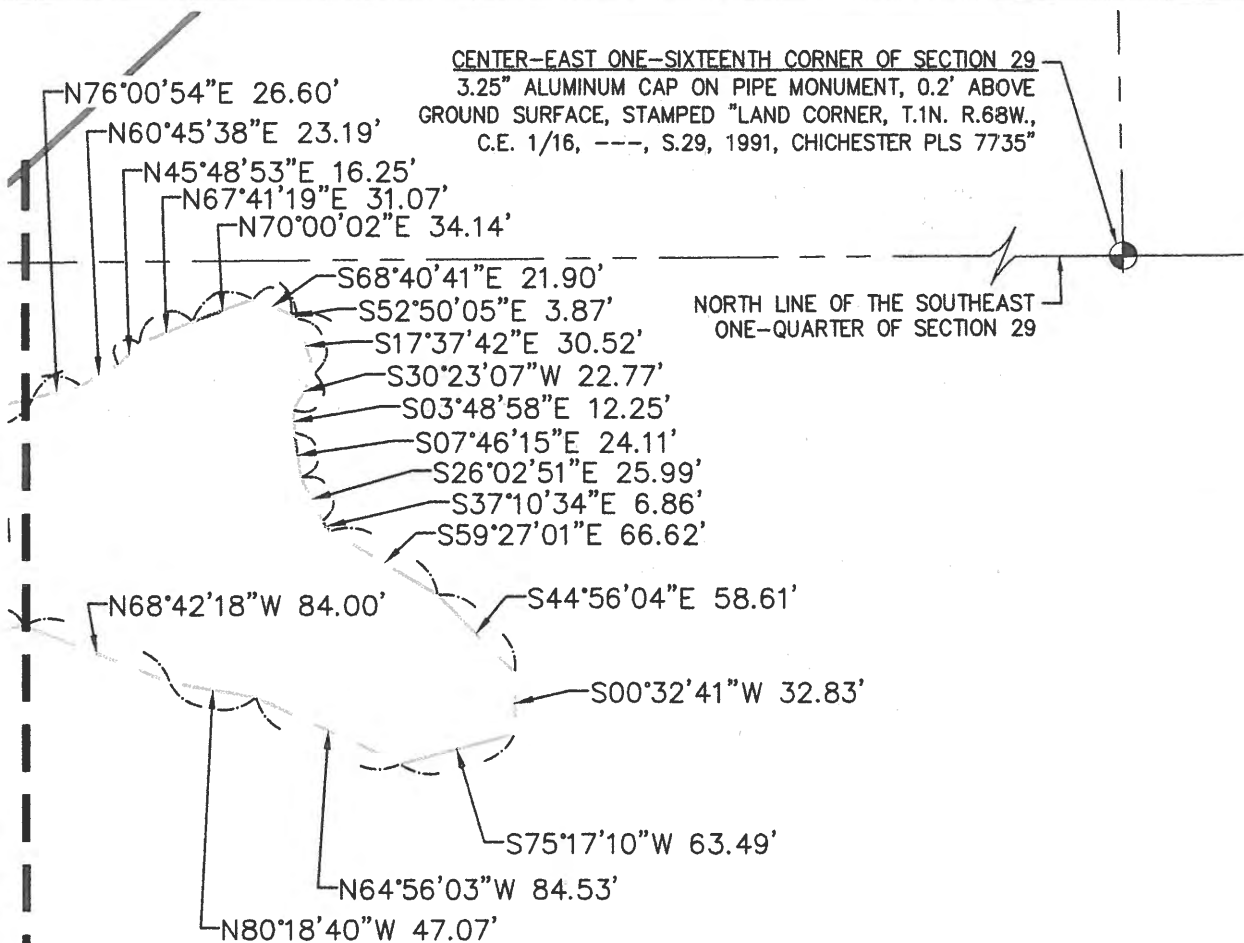 CENTER-EAST ONE-SIXTEENTH CORNER OF SECTION 29
3.25" ALUMINUM CAP ON PIPE MONUMENT, 0.2' ABOVE
GROUND SURFACE, STAMPED "LAND CORNER, T.1N. R.68W.,
C.E. 1/16, ---, S.29, 1991, CHICHESTER PLS 7735"
N76°00'54"E 26.60'
N60°45'38"E 23.19'
N45°48'53"E 16.25'
N67°41'19"E 31.07'
N70°00'02"E 34.14'
S68°40'41"E 21.90'
S52°50'05"E 3.87'
S17°37'42"E 30.52'
S30°23'07"W 22.77'
S03°48'58"E 12.25'
S07°46'15"E 24.11'
S26°02'51"E 25.99'
S37°10'34"E 6.86'
S59°27'01"E 66.62'
NORTH LINE OF THE SOUTHEAST
ONE-QUARTER OF SECTION 29
S44°56'04"E 58.61'
N68°42'18"W 84.00'
S00°32'41"W 32.83'
S75°17'10"W 63.49'
N64°56'03"W 84.53'
N80°18'40"W 47.07'